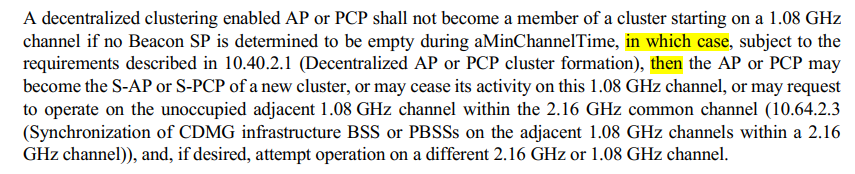 A decentralized clustering enabled AP or PCP shall not become a member of a cluster starting on a 1.08 GHz
channel if no Beacon SP is determined to be empty during aMinChannelTime, in which case, subject to the
requirements described in 10.40.2.1 (Decentralized AP or PCP cluster formation), then the AP or PCP may
become the S-AP or S-PCP of a new cluster, or may cease its activity on this 1.08 GHz channel, or may request
to operate on the unoccupied adjacent 1.08 GHz channel within the 2.16 GHz common channel (10.64.2.3
(Synchronization of CDMG infrastructure BSS or PBSSs on the adjacent 1.08 GHz channels within a 2.16
GHz channel)), and, if desired, attempt operation on a different 2.16 GHz or 1.08 GHz channel.